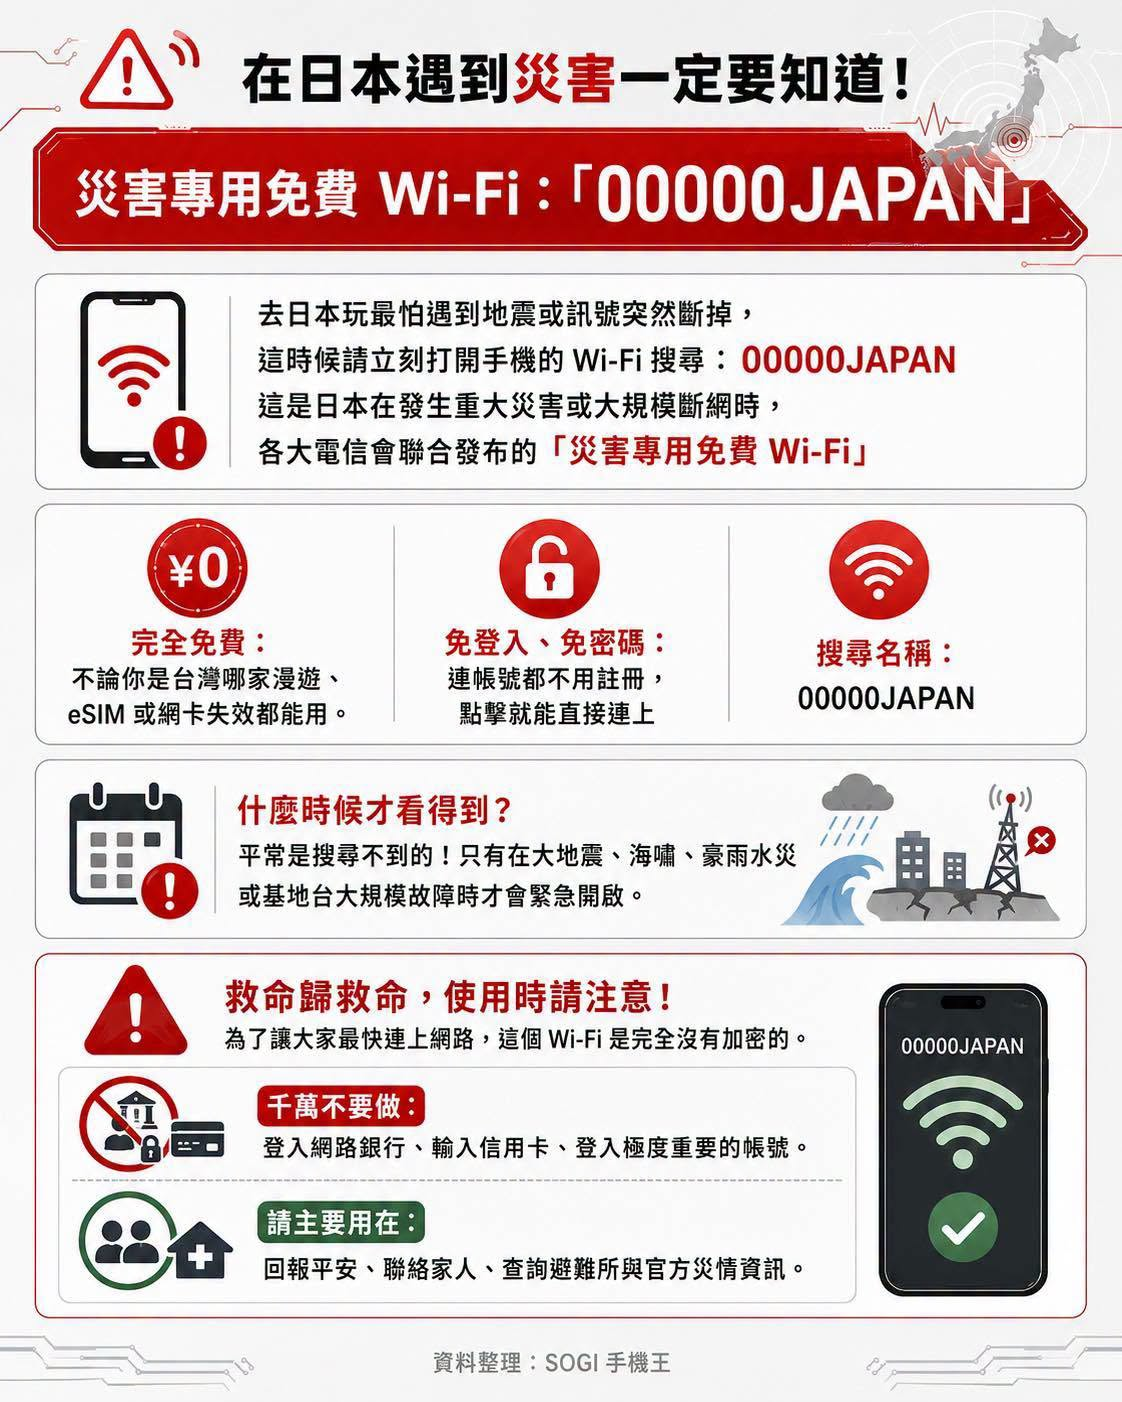 在日本遇到災害一定要知道！
災害專用免費 Wi-Fi：「00000JAPAN」
去日本玩最怕遇到地震或訊號突然斷掉，
這時候請立刻打開手機的 Wi-Fi 搜尋： 00000JAPAN
這是日本在發生重大災害或大規模斷網時，
各大電信會聯合發布的「災害專用免費 Wi-Fi」
¥0
完全免費：
不論你是台灣哪家漫遊、
eSIM 或網卡失效都能用。
免登入、免密碼：
連帳號都不用註冊，
點擊就能直接連上
搜尋名稱：
00000JAPAN
什麼時候才看得到？
平常是搜尋不到的！只有在大地震、海嘯、豪雨水災
或基地台大規模故障時才會緊急開啟。
救命歸救命，使用時請注意！
為了讓大家最快連上網路，這個 Wi-Fi 是完全沒有加密的。
千萬不要做：
登入網路銀行、輸入信用卡、登入極度重要的帳號。
請主要用在：
回報平安、聯絡家人、查詢避難所與官方災情資訊。
00000JAPAN
資料整理：SOGI 手機王